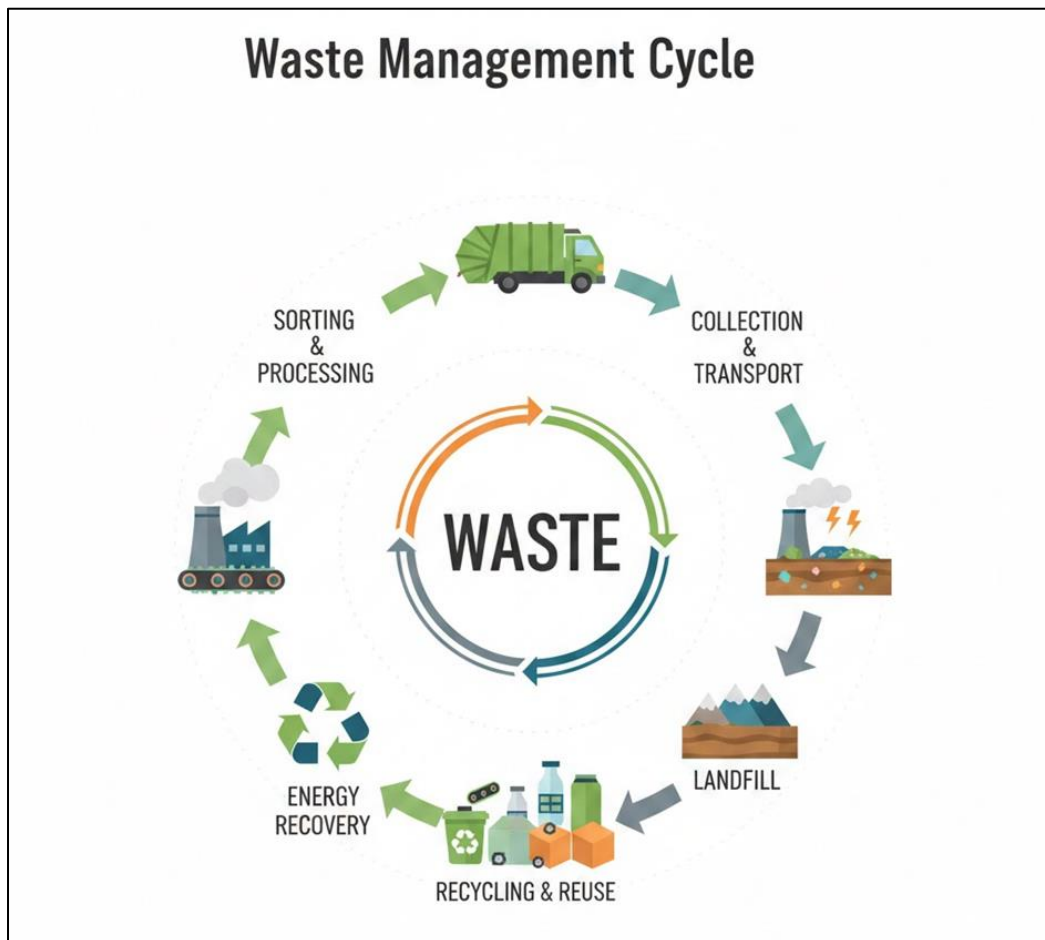 Waste Management Cycle
SORTING
&
PROCESSING
COLLECTION
&
TRANSPORT
WASTE
LANDFILL
ENERGY
RECOVERY
RECYCLING & REUSE